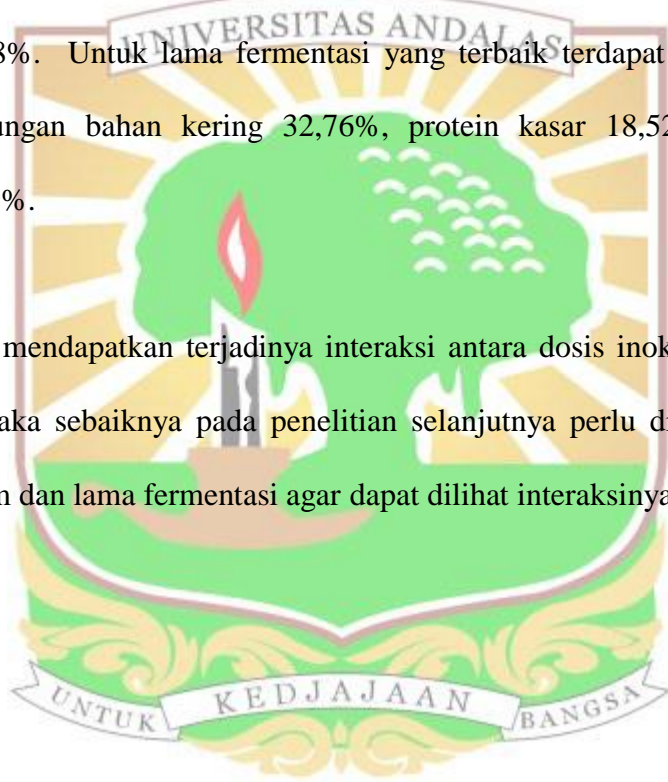 UNIVERSITAS ANDALAS
8%. Untuk lama fermentasi yang terbaik terdapat
ungan bahan kering 32,76%, protein kasar 18,52
%.
mendapatkan terjadinya interaksi antara dosis inok
aka sebaiknya pada penelitian selanjutnya perlu di
n dan lama fermentasi agar dapat dilihat interaksinya
UNTUK KEDJAJAAN BANGSA